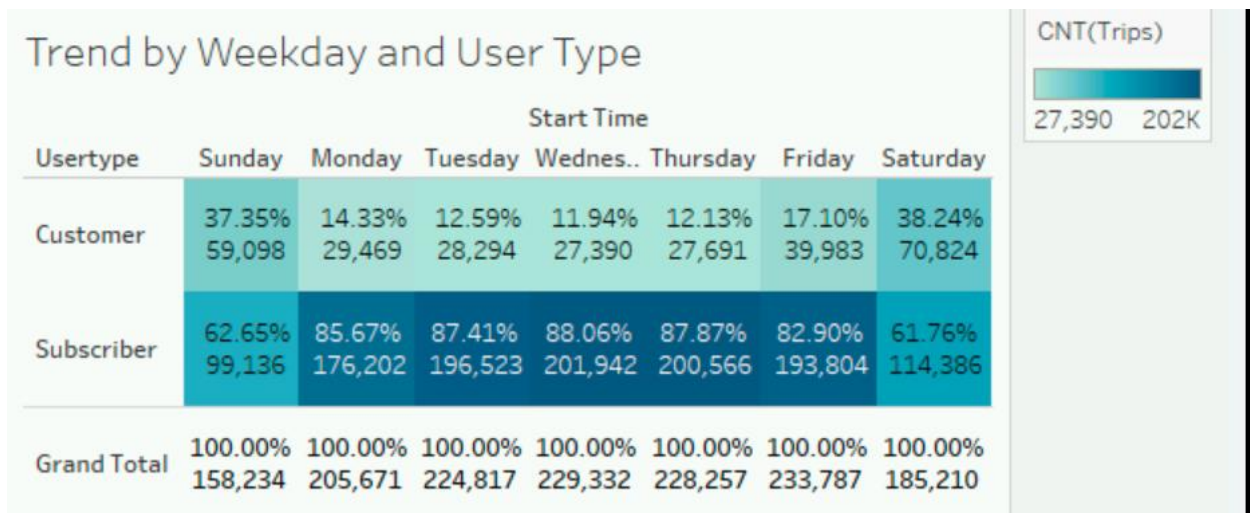 Trend by Weekday and User Type
Start Time
Usertype Sunday Monday Tuesday Wednes.. Thursday Friday Saturday
Customer
37.35% 14.33% 12.59% 11.94% 12.13% 17.10% 38.24%
59,098 29,469 28,294 27,390 27,691 39,983 70,824
Subscriber
62.65% 85.67% 87.41% 88.06% 87.87% 82.90% 61.76%
99,136 176,202 196,523 201,942 200,566 193,804 114,386
Grand Total
100.00% 100.00% 100.00% 100.00% 100.00% 100.00% 100.00%
158,234 205,671 224,817 229,332 228,257 233,787 185,210
CNT(Trips)
27,390 202K